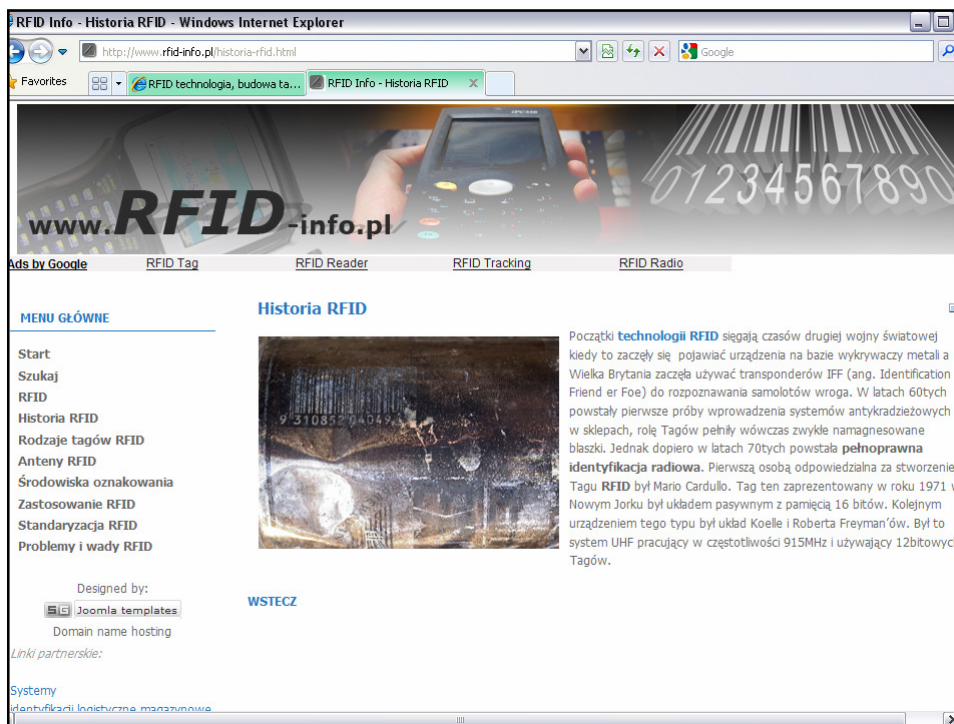 RFID Info - Historia RFID - Windows Internet Explorer
http://www.rfid-info.pl/historia-rfid.html
Google
Favorites
RFID technologia, budowa ta...
RFID Info - Historia RFID
X
01234567890
www.RFID-info.pl
Ads by Google
RFID Tag
RFID Reader
RFID Tracking
RFID Radio
MENU GŁÓWNE
Start
Szukaj
RFID
Historia RFID
Rodzaje tagów RFID
Anteny RFID
Środowiska oznakowania
Zastosowanie RFID
Standaryzacja RFID
Problemy i wady RFID
Designed by:
SG Joomla templates
Domain name hosting
Linki partnerskie:
Systemy
identyfikacji logistyczne magazynowe
Historia RFID
9 310852 04049
Początki technologii RFID sięgają czasów drugiej wojny światowej
kiedy to zaczęły się pojawiać urządzenia na bazie wykrywaczy metali a
Wielka Brytania zaczęła używać transponderów IFF (ang. Identification
Friend er Foe) do rozpoznawania samolotów wroga. W latach 60tych
powstały pierwsze próby wprowadzenia systemów antykradzieżowych
w sklepach, rolę Tagów pełniły wówczas zwykłe namagnesowane
blaszki. Jednak dopiero w latach 70tych powstała pełnoprawna
identyfikacja radiowa. Pierwszą osobą odpowiedzialna za stworzenie
Tagu RFID był Mario Cardullo. Tag ten zaprezentowany w roku 1971 w
Nowym Jorku był układem pasywnym z pamięcią 16 bitów. Kolejnym
urządzeniem tego typu był układ Koelle i Roberta Freyman'ów. Był to
system UHF pracujący w częstotliwości 915MHz i używający 12bitowych
Tagów.
WSTECZ